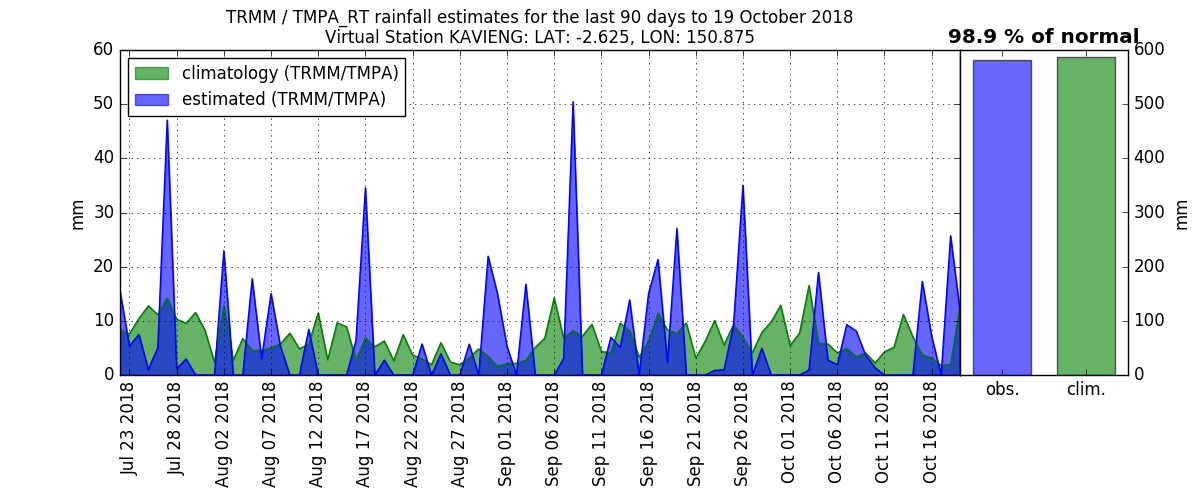 TRMM / TMPA_RT rainfall estimates for the last 90 days to 19 October 2018
Virtual Station KAVIENG: LAT: -2.625, LON: 150.875
98.9 % of normal
climatology (TRMM/TMPA)
estimated (TRMM/TMPA)
60
50
40
30
20
10
0
mm
600
500
400
300
200
100
0
mm
Jul 23 2018
Jul 28 2018
Aug 02 2018
Aug 07 2018
Aug 12 2018
Aug 17 2018
Aug 22 2018
Aug 27 2018
Sep 01 2018
Sep 06 2018
Sep 11 2018
Sep 16 2018
Sep 21 2018
Sep 26 2018
Oct 01 2018
Oct 06 2018
Oct 11 2018
Oct 16 2018
obs.
clim.